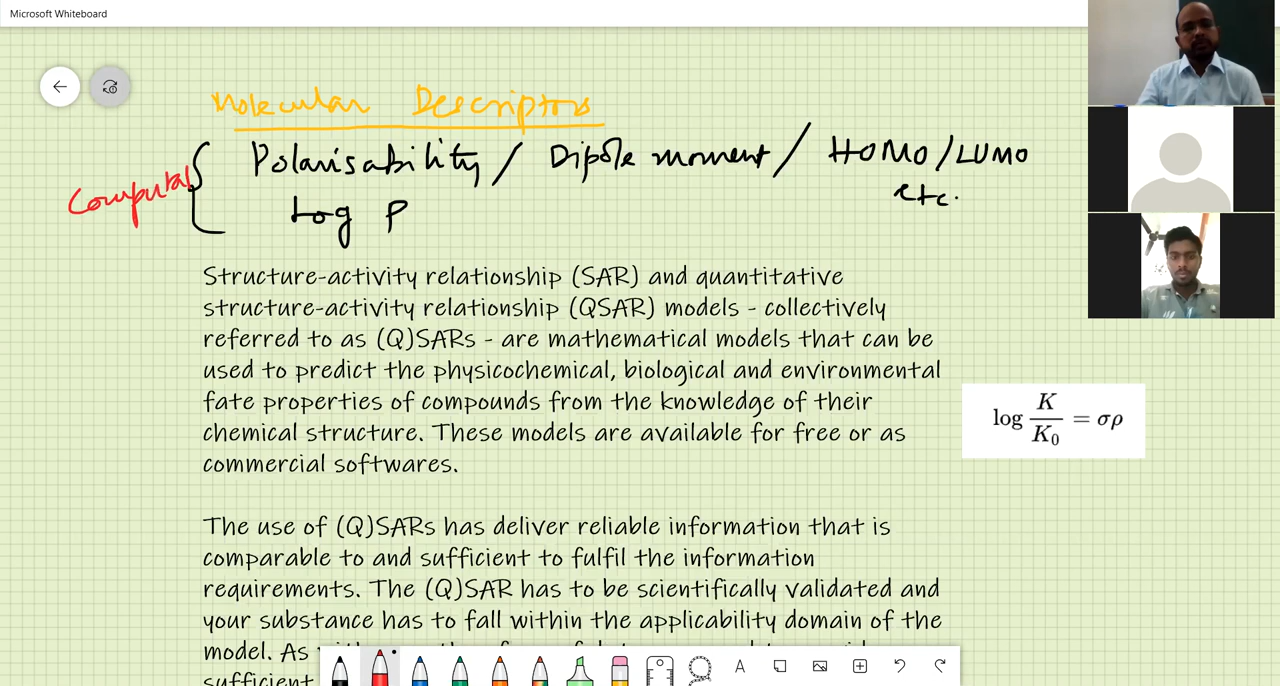 Microsoft Whiteboard
Molecular Descriptors
Polarisability / Dipole moment / HOMO/LUMO
etc.
Log P
Structure-activity relationship (SAR) and quantitative
structure-activity relationship (QSAR) models - collectively
referred to as (Q)SARs - are mathematical models that can be
used to predict the physicochemical, biological and environmental
fate properties of compounds from the knowledge of their
chemical structure. These models are available for free or as
commercial softwares.
log K/K₀ = σρ
The use of (Q)SARs has deliver reliable information that is
comparable to and sufficient to fulfil the information
requirements. The (Q)SAR has to be scientifically validated and
your substance has to fall within the applicability domain of the
model. As
sufficient